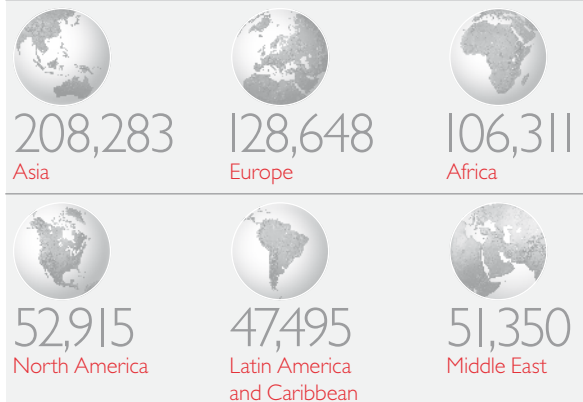 208,283
Asia
128,648
Europe
106,311
Africa
52,915
North America
47,495
Latin America
and Caribbean
51,350
Middle East